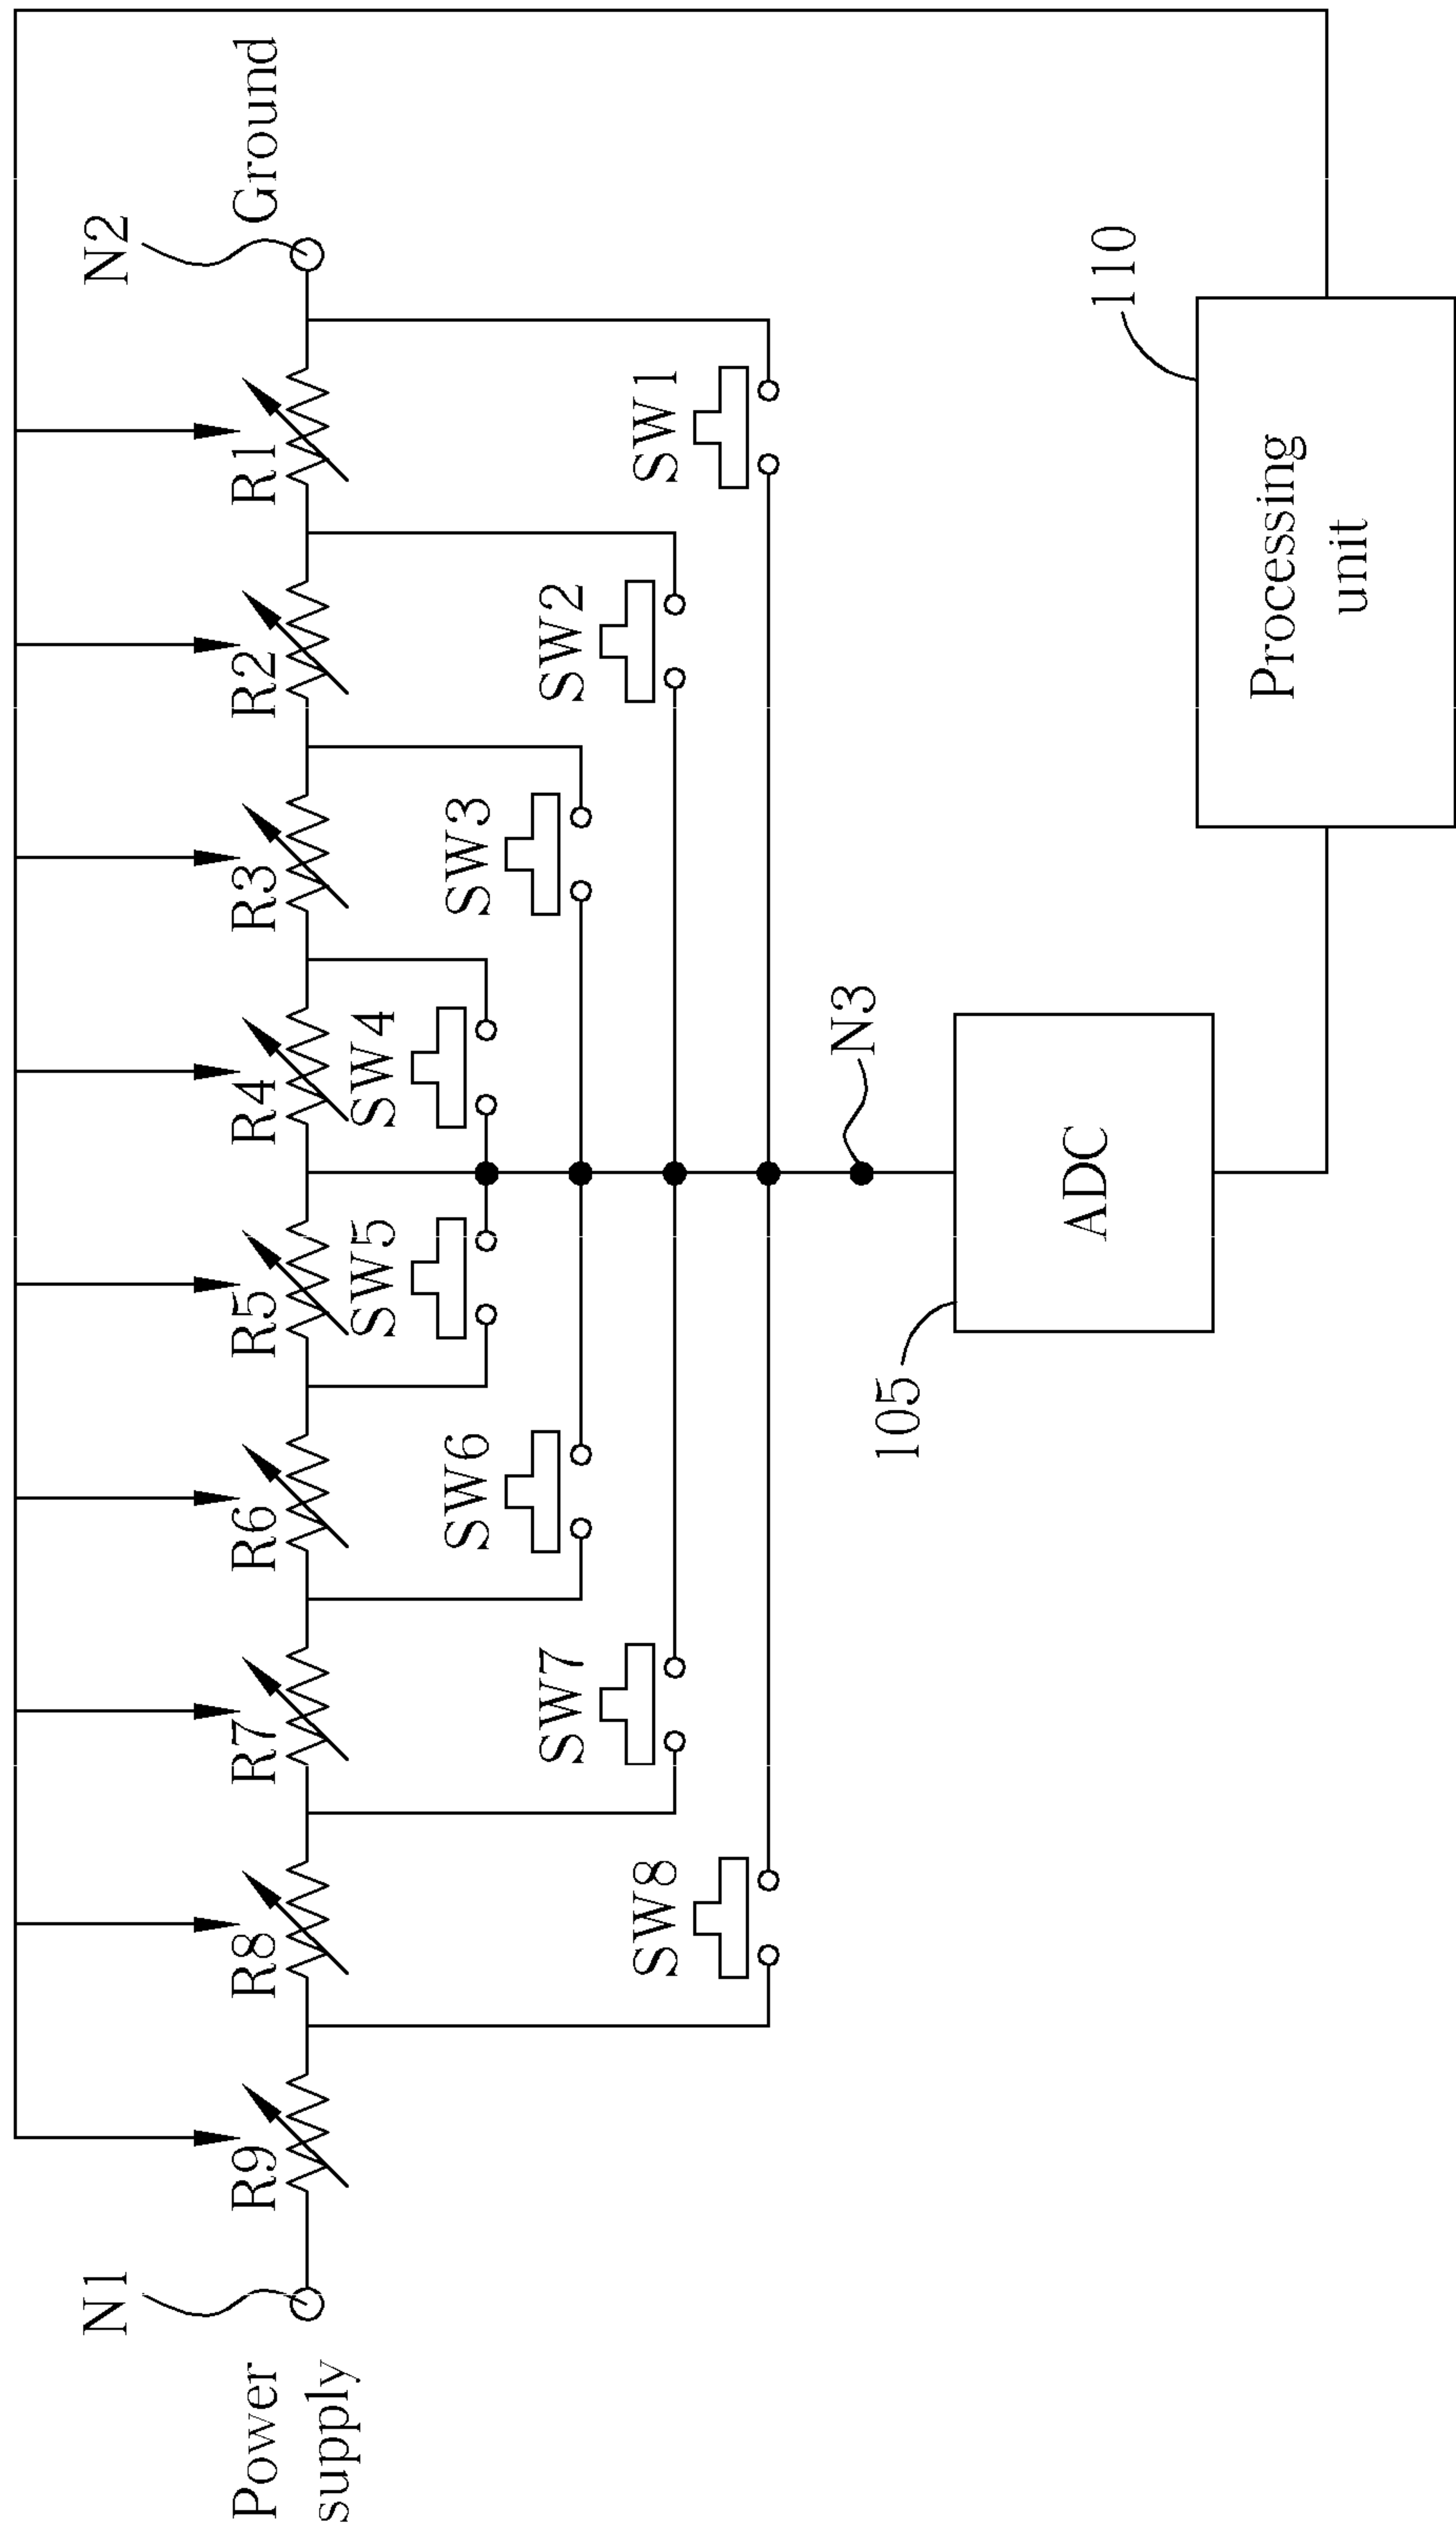 N1
N2
Power
supply
R9
R8
R7
R6
R5
R4
R3
R2
R1
Ground
SW5
SW4
SW6
SW3
SW7
SW2
SW8
SW1
N3
105
ADC
110
Processing
unit